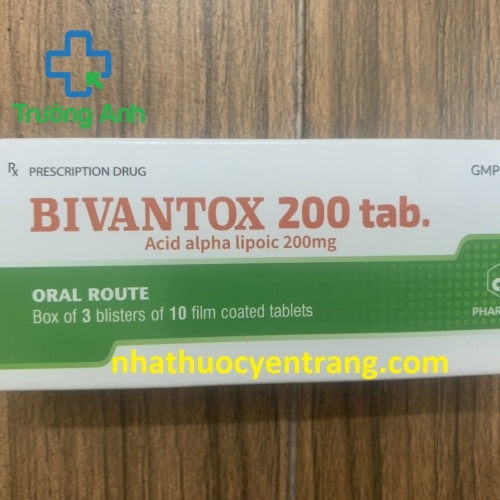 Trường Anh
Rx PRESCRIPTION DRUG
GMP
BIVANTOX 200 tab.
Acid alpha lipoic 200mg
ORAL ROUTE
Box of 3 blisters of 10 film coated tablets
PHAR
nhathuocyentrang.com